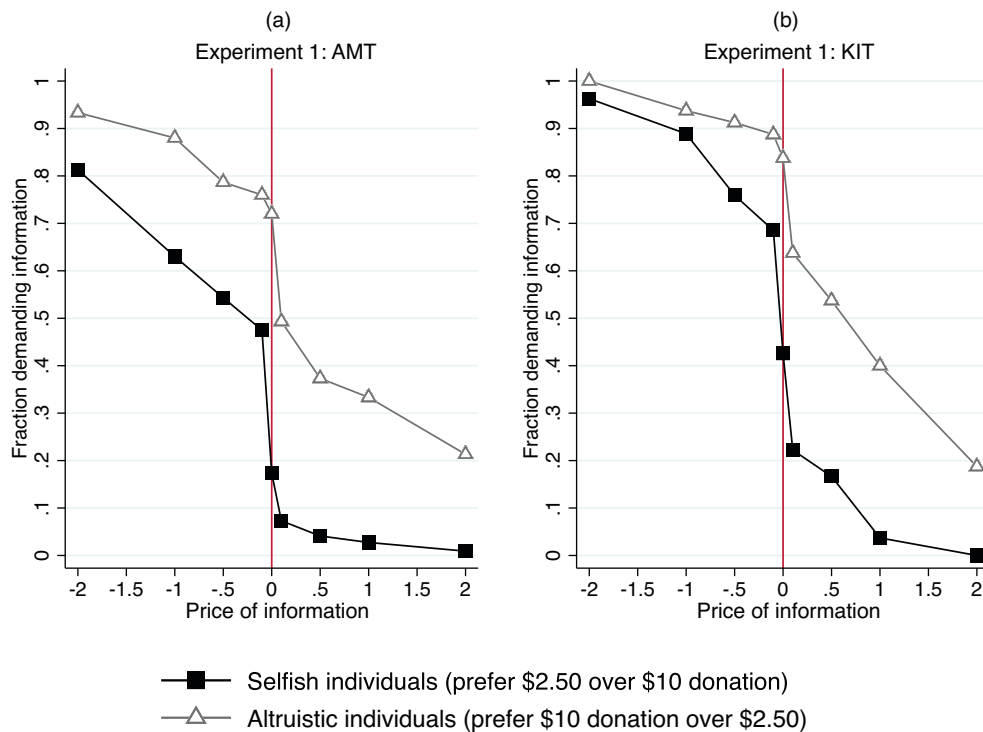 (a)
Experiment 1: AMT
Fraction demanding information
1
.9
.8
.7
.6
.5
.4
.3
.2
.1
0
-2 -1.5 -1 -.5 0 .5 1 1.5 2
Price of information
(b)
Experiment 1: KIT
Fraction demanding information
1
.9
.8
.7
.6
.5
.4
.3
.2
.1
0
-2 -1.5 -1 -.5 0 .5 1 1.5 2
Price of information
Selfish individuals (prefer $2.50 over $10 donation)
Altruistic individuals (prefer $10 donation over $2.50)